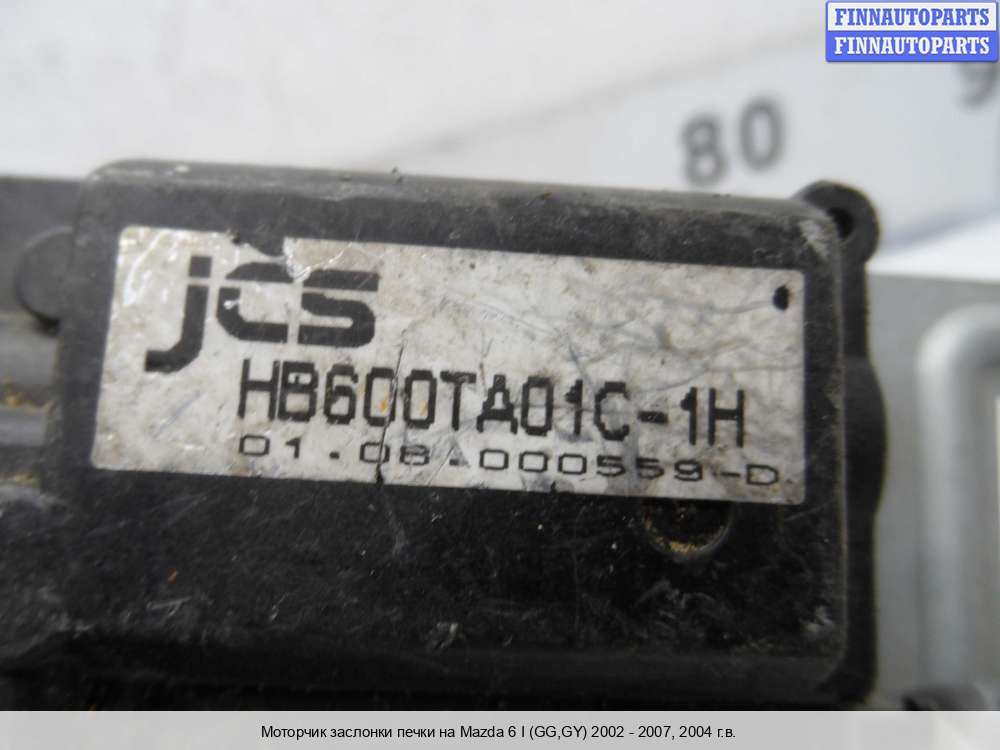 FINNAUTOPARTS
FINNAUTOPARTS
80 9
jcs
HB600TA01C-1H
01.08.000559-D
Моторчик заслонки печки на Mazda 6 I (GG,GY) 2002 - 2007, 2004 г.в.